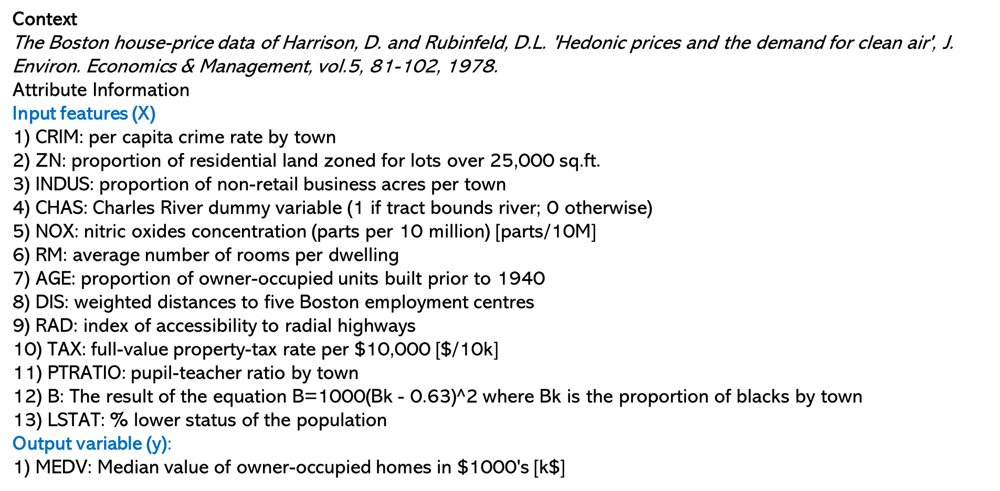 Context
The Boston house-price data of Harrison, D. and Rubinfeld, D.L. 'Hedonic prices and the demand for clean air', J.
Environ. Economics & Management, vol.5, 81-102, 1978.
Attribute Information
Input features (X)
1) CRIM: per capita crime rate by town
2) ZN: proportion of residential land zoned for lots over 25,000 sq.ft.
3) INDUS: proportion of non-retail business acres per town
4) CHAS: Charles River dummy variable (1 if tract bounds river; 0 otherwise)
5) NOX: nitric oxides concentration (parts per 10 million) [parts/10M]
6) RM: average number of rooms per dwelling
7) AGE: proportion of owner-occupied units built prior to 1940
8) DIS: weighted distances to five Boston employment centres
9) RAD: index of accessibility to radial highways
10) TAX: full-value property-tax rate per $10,000 [$/10k]
11) PTRATIO: pupil-teacher ratio by town
12) B: The result of the equation B=1000(Bk - 0.63)^2 where Bk is the proportion of blacks by town
13) LSTAT: % lower status of the population
Output variable (y):
1) MEDV: Median value of owner-occupied homes in $1000's [k$]